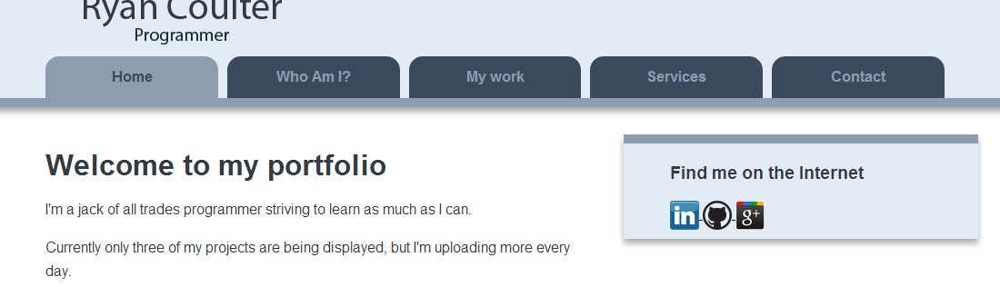 Ryan Coulter
Programmer
Home
Who Am I?
My work
Services
Contact
Welcome to my portfolio
I'm a jack of all trades programmer striving to learn as much as I can.
Currently only three of my projects are being displayed, but I'm uploading more every
day.
Find me on the Internet
in
g+